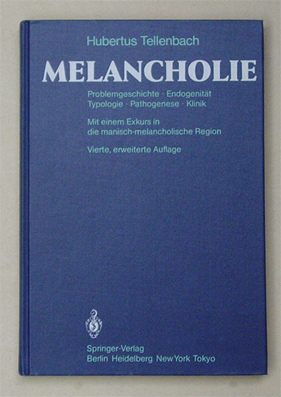 Hubertus Tellenbach
MELANCHOLIE
Problemgeschichte · Endogenität
Typologie · Pathogenese · Klinik
Mit einem Exkurs in
die manisch-melancholische Region
Vierte, erweiterte Auflage
Springer-Verlag
Berlin Heidelberg New York Tokyo